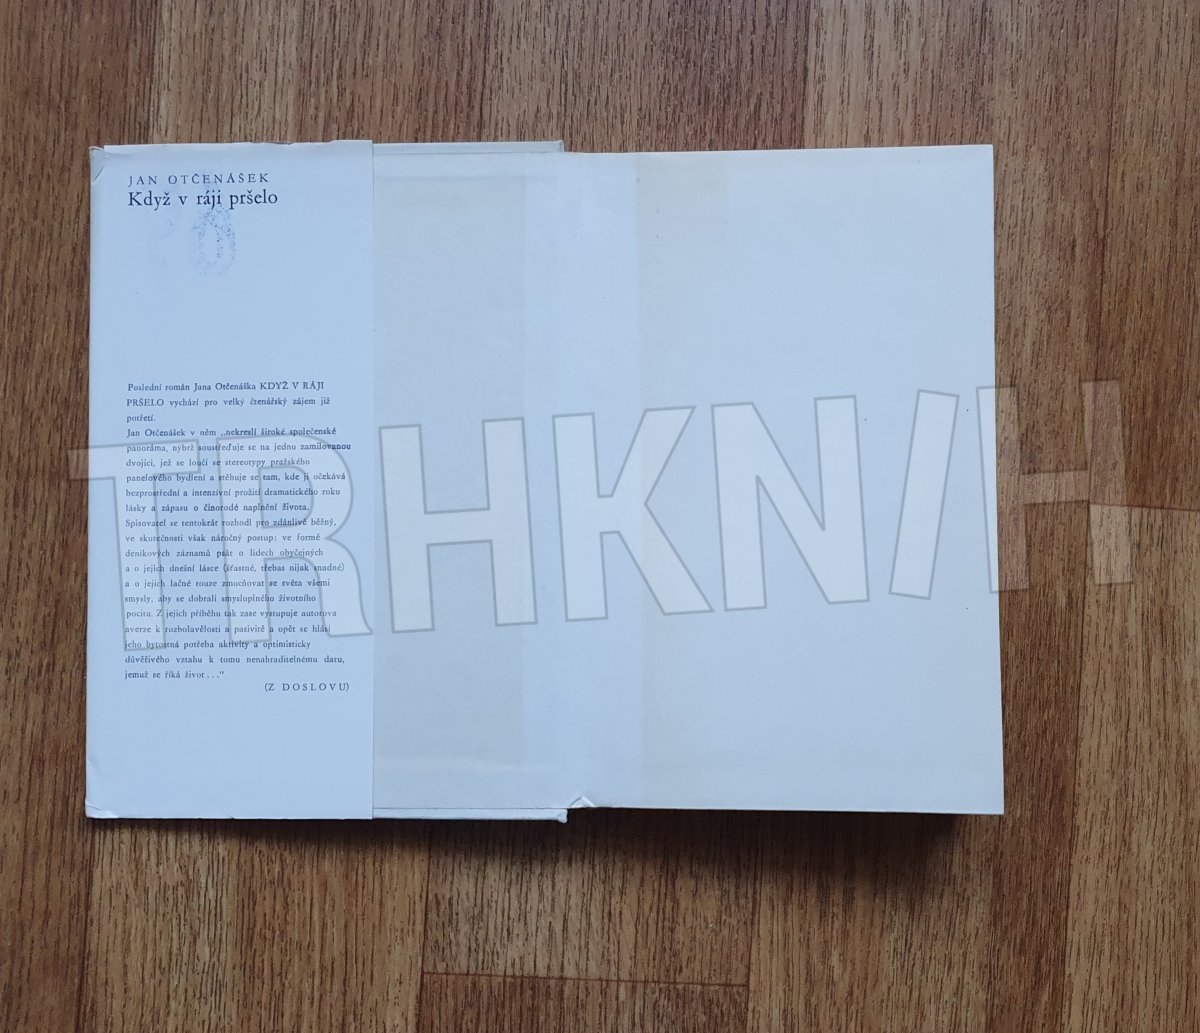 JAN OTČENÁŠEK
Když v ráji pršelo
Poslední román Jana Otčenáška KDYŽ V RÁJI
PRŠELO vychází pro velký čtenářský zájem již
potřetí.
Jan Otčenášek v něm „nekreslí široké společenské
panoráma, nýbrž soustřeďuje se na jednu zamilovanou
dvojici, jež se loučí se stereotypy pražského
panelového bydlení a stěhuje se tam, kde ji očekává
bezprostřední a intenzívní prožití dramatického roku
lásky a zápasu o činorodé naplnění života.
Spisovatel se tentokrát rozhodl pro zdánlivě běžný,
ve skutečnosti však náročný postup: ve formě
deníkových záznamů psát o lidech obyčejných
a o jejich dnešní lásce (šťastné, třebas nijak snadné)
a o jejich lačné touze zmocňovat se světa všemi
smysly, aby se dobrali smysluplného životního
pocitu. Z jejich příběhu tak zase vystupuje autorova
averze k rozbolavělosti a pasivitě a opět se hlásí
jeho bytostná potřeba aktivity a optimisticky
důvěřivého vztahu k tomu nenahraditelnému daru,
jemuž se říká život...“
(Z DOSLOVU)
TRHKNIH